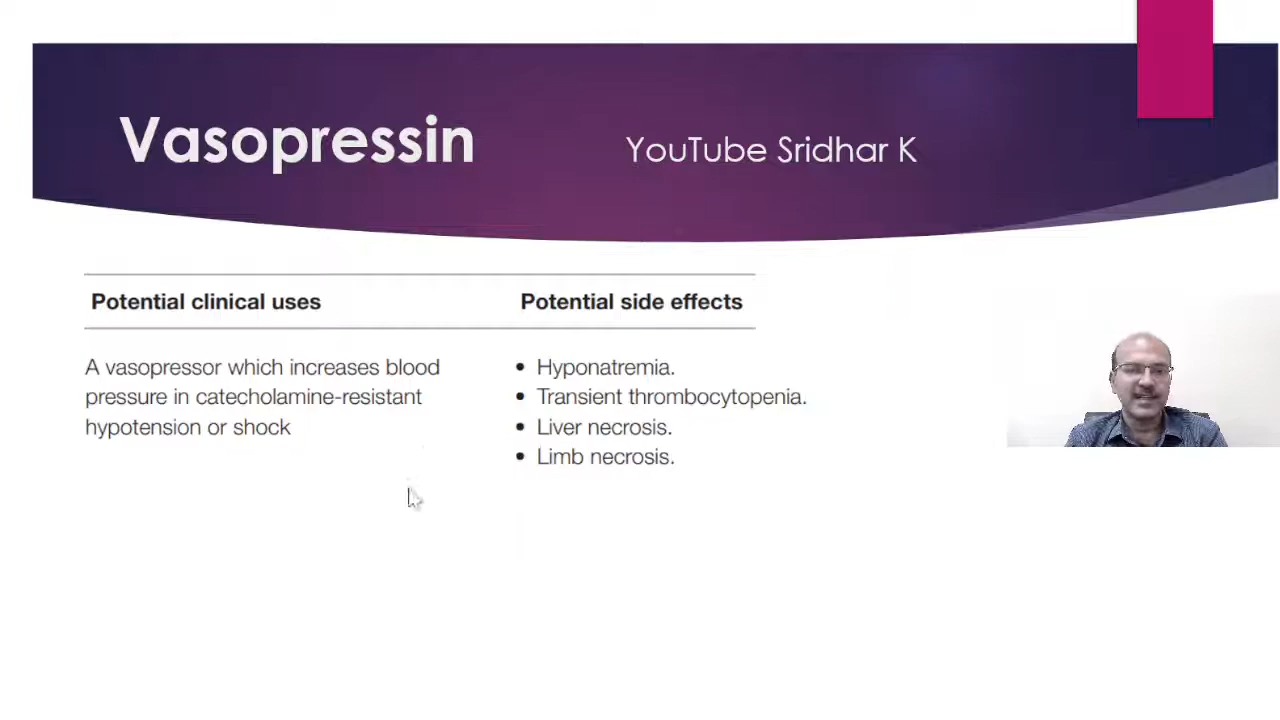 Vasopressin
YouTube Sridhar K
Potential clinical uses
Potential side effects
A vasopressor which increases blood
pressure in catecholamine-resistant
hypotension or shock
• Hyponatremia.
• Transient thrombocytopenia.
• Liver necrosis.
• Limb necrosis.